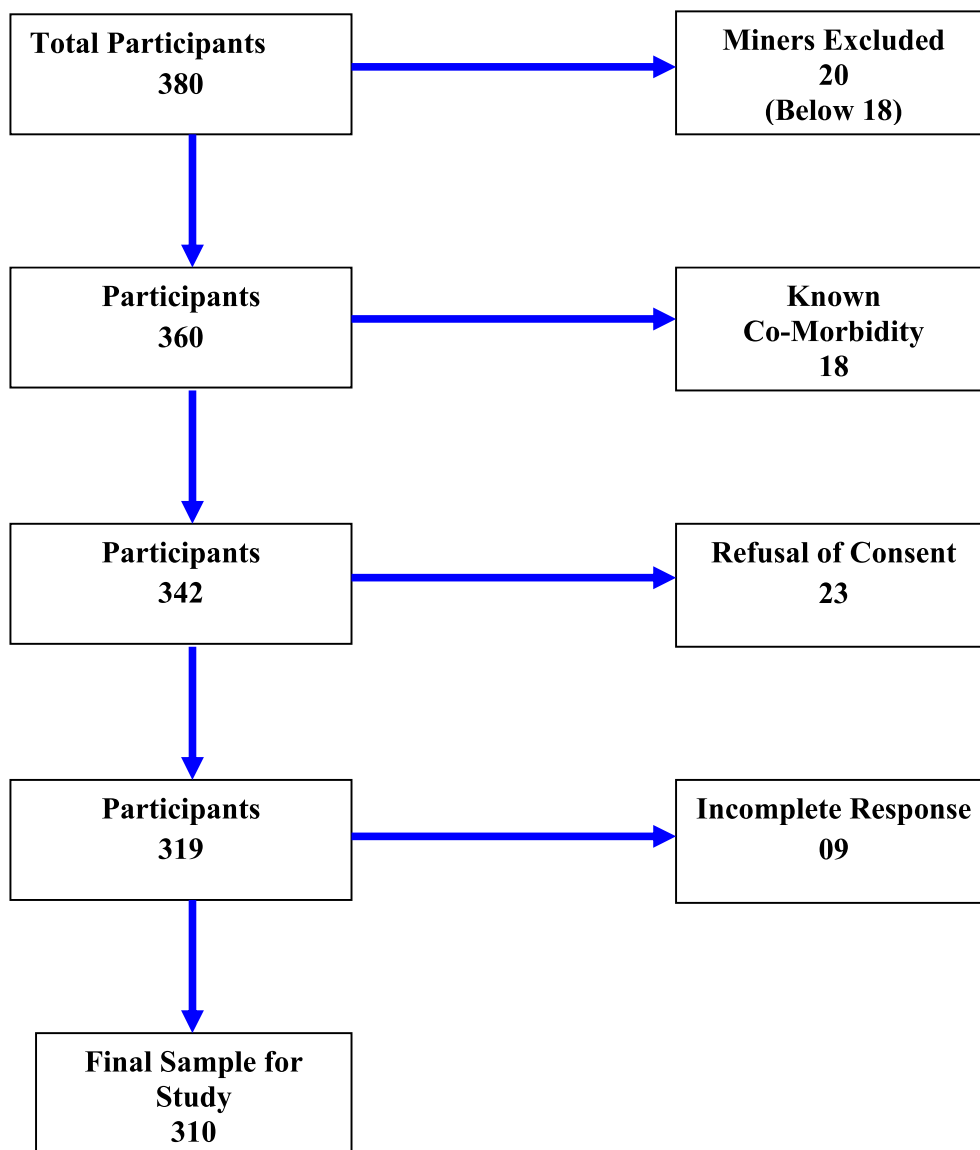 Total Participants
380
Miners Excluded
20
(Below 18)
Participants
360
Known
Co-Morbidity
18
Participants
342
Refusal of Consent
23
Participants
319
Incomplete Response
09
Final Sample for
Study
310